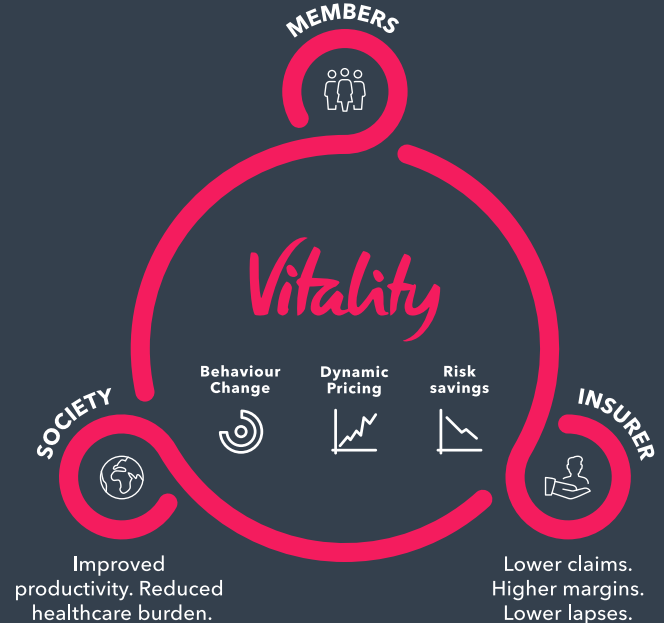 MEMBERS
Vitality
Behaviour
Change
Dynamic
Pricing
Risk
savings
SOCIETY
INSURER
Improved
productivity. Reduced
healthcare burden.
Lower claims.
Higher margins.
Lower lapses.